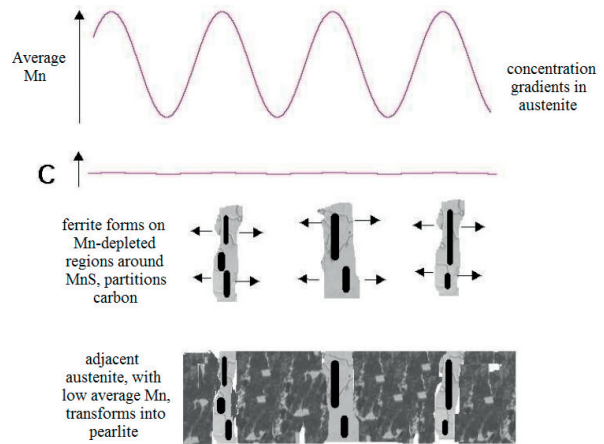 Average
Mn
concentration
gradients in
austenite
C
ferrite forms on
Mn-depleted
regions around
MnS, partitions
carbon
adjacent
austenite, with
low average Mn,
transforms into
pearlite